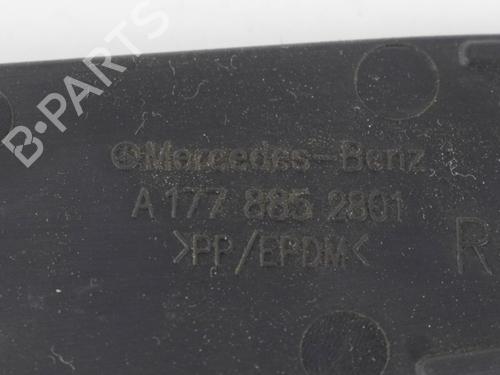 B-PARTS
Mercedes-Benz
A 177 885 2801
>PP/EPDM<
R